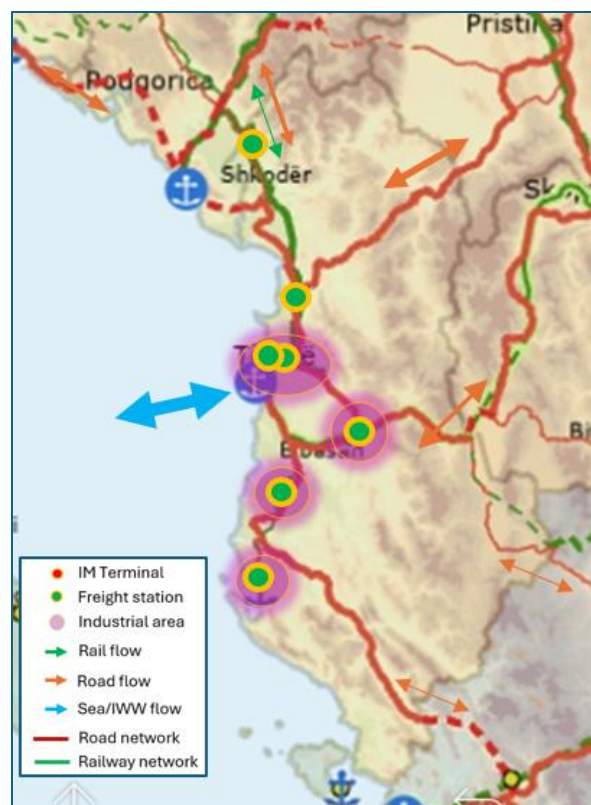 Pristina
Podgorica
Shkodër
Sk
Elbasan
Bi
IM Terminal
Freight station
Industrial area
Rail flow
Road flow
Sea/IWW flow
Road network
Railway network